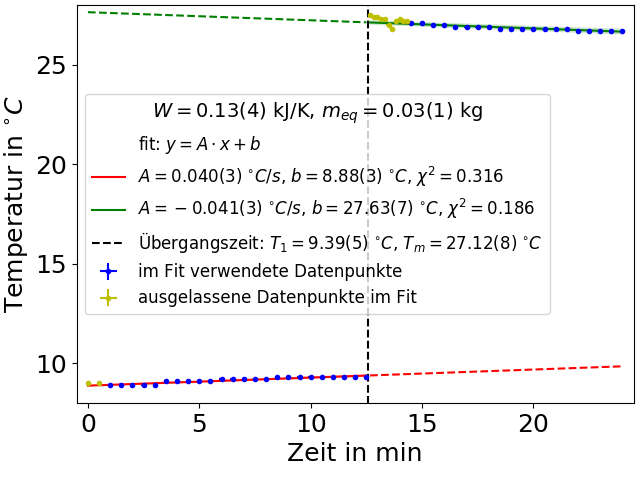 Temperatur in °C
25
20
15
10
W = 0.13(4) kJ/K, m_eq = 0.03(1) kg
fit: y = A · x + b
A = 0.040(3) °C/s, b = 8.88(3) °C, χ² = 0.316
A = −0.041(3) °C/s, b = 27.63(7) °C, χ² = 0.186
Übergangszeit: T₁ = 9.39(5) °C, Tₘ = 27.12(8) °C
im Fit verwendete Datenpunkte
ausgelassene Datenpunkte im Fit
0 5 10 15 20
Zeit in min